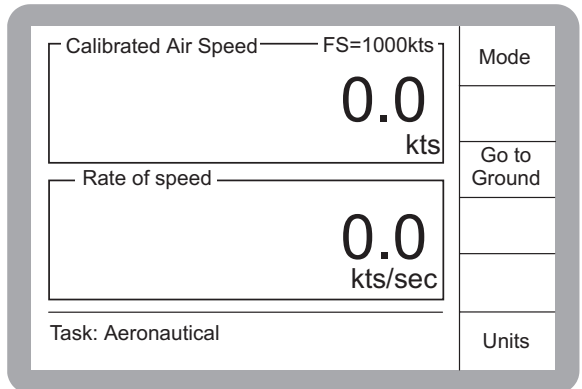 Calibrated Air Speed FS=1000kts
0.0
kts
Rate of speed
0.0
kts/sec
Task: Aeronautical
Mode
Go to
Ground
Units